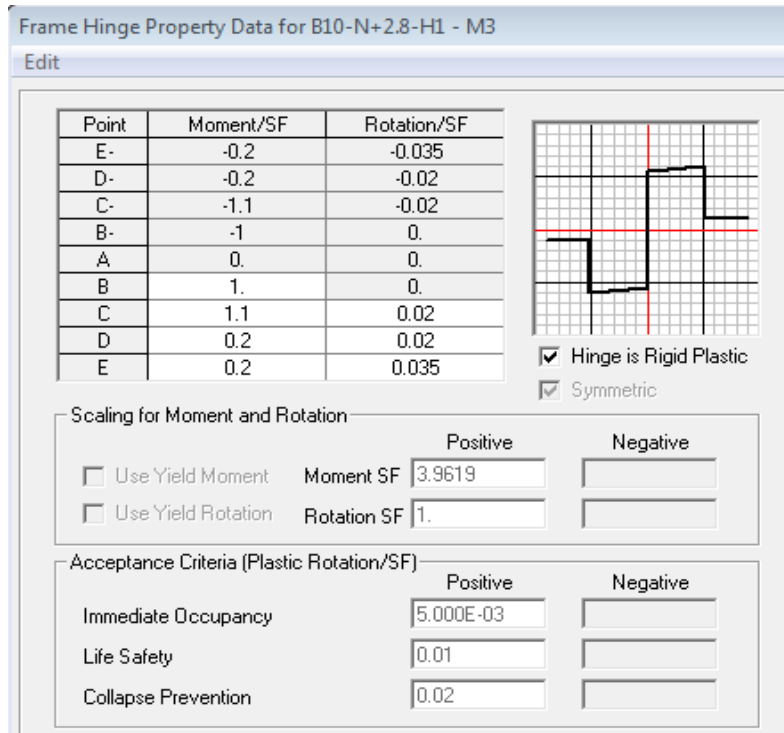 Frame Hinge Property Data for B10-N+2.8-H1 - M3
Edit
Point Moment/SF Rotation/SF
E- -0.2 -0.035
D- -0.2 -0.02
C- -1.1 -0.02
B- -1 0.
A 0. 0.
B 1. 0.
C 1.1 0.02
D 0.2 0.02
E 0.2 0.035
Hinge is Rigid Plastic
Symmetric
Scaling for Moment and Rotation
Positive Negative
Use Yield Moment Moment SF 3.9619
Use Yield Rotation Rotation SF 1.
Acceptance Criteria (Plastic Rotation/SF)
Positive Negative
Immediate Occupancy 5.000E-03
Life Safety 0.01
Collapse Prevention 0.02